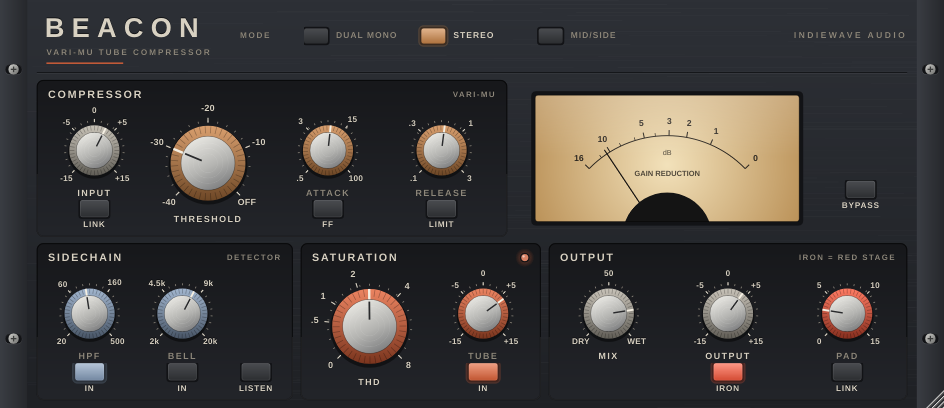 BEACON
VARI-MU TUBE COMPRESSOR
MODE DUAL MONO STEREO MID/SIDE INDIEWAVE AUDIO
COMPRESSOR VARI-MU
-5 0 +5 -15 +15
INPUT
LINK
-40 -30 -20 -10 OFF
THRESHOLD
3 15 .5 100
ATTACK
FF
.3 1 .1 3
RELEASE
LIMIT
16 10 5 3 2 1 0
dB
GAIN REDUCTION
BYPASS
SIDECHAIN DETECTOR
60 160 20 500
HPF
IN
4.5k 9k 2k 20k
BELL
IN
LISTEN
SATURATION
0 .5 1 2 4 8
THD
-5 0 +5 -15 +15
TUBE
IN
OUTPUT IRON = RED STAGE
50 DRY WET
MIX
-5 0 +5 -15 +15
OUTPUT
IRON
5 10 0 15
PAD
LINK